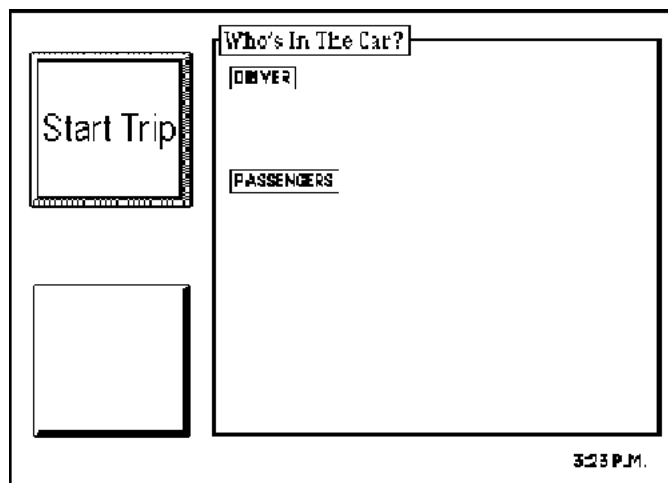 Who's In The Car?
DRIVER
Start Trip
PASSENGERS
3:23 P.M.